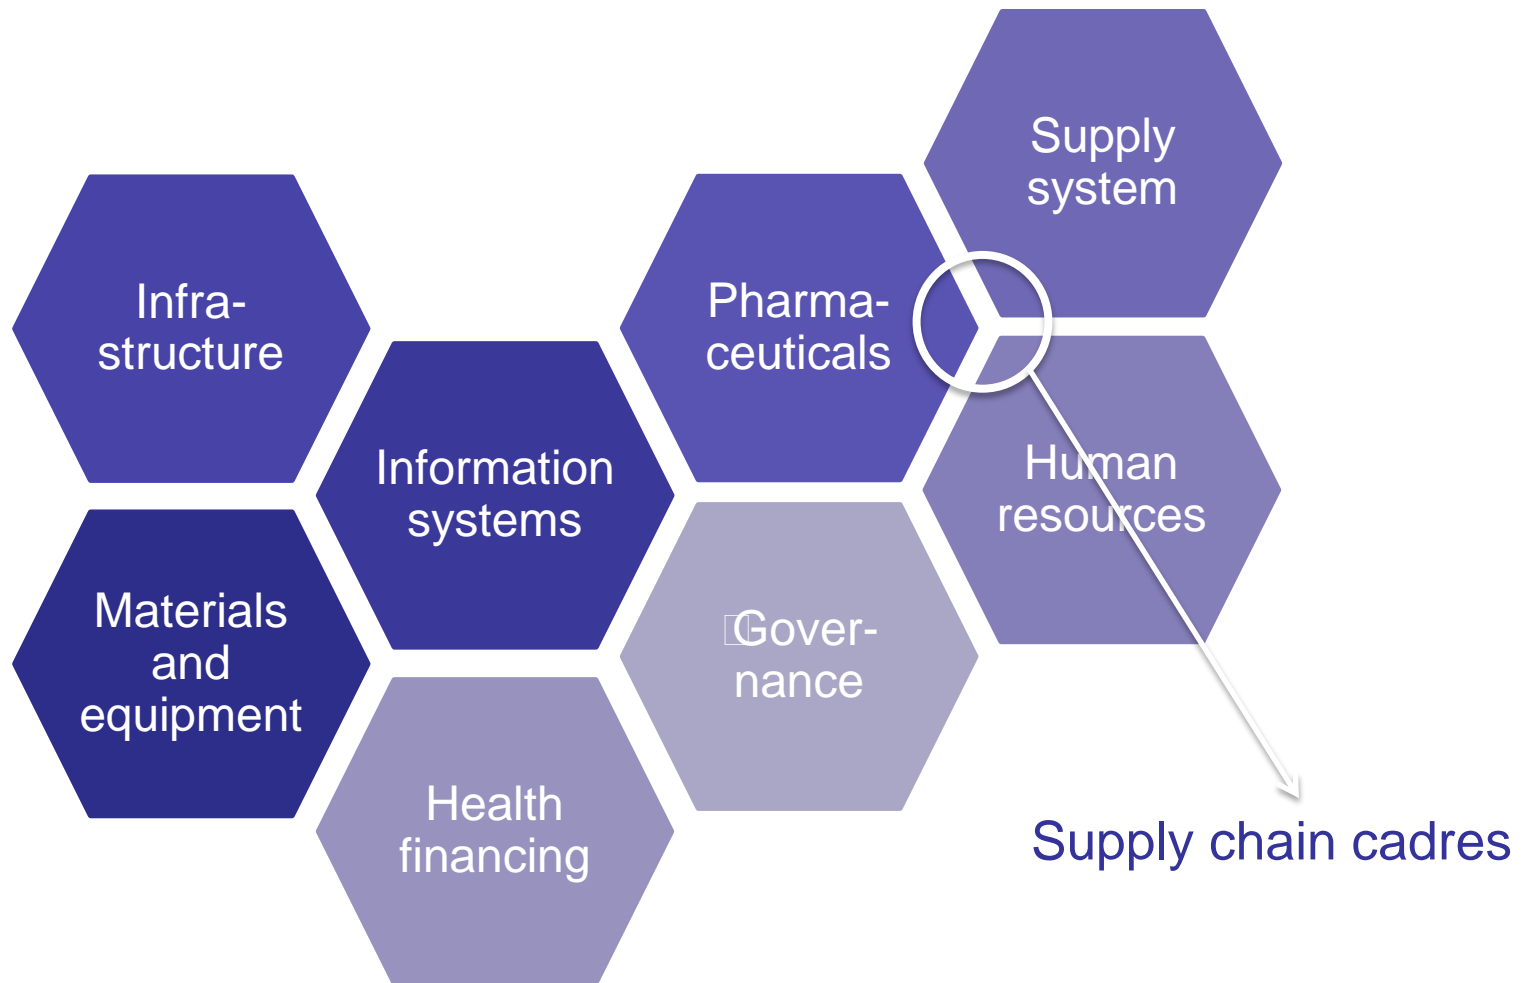 Supply
system
Infra-
structure
Pharma-
ceuticals
Information
systems
Human
resources
Materials
and
equipment
Gover-
nance
Health
financing
Supply chain cadres